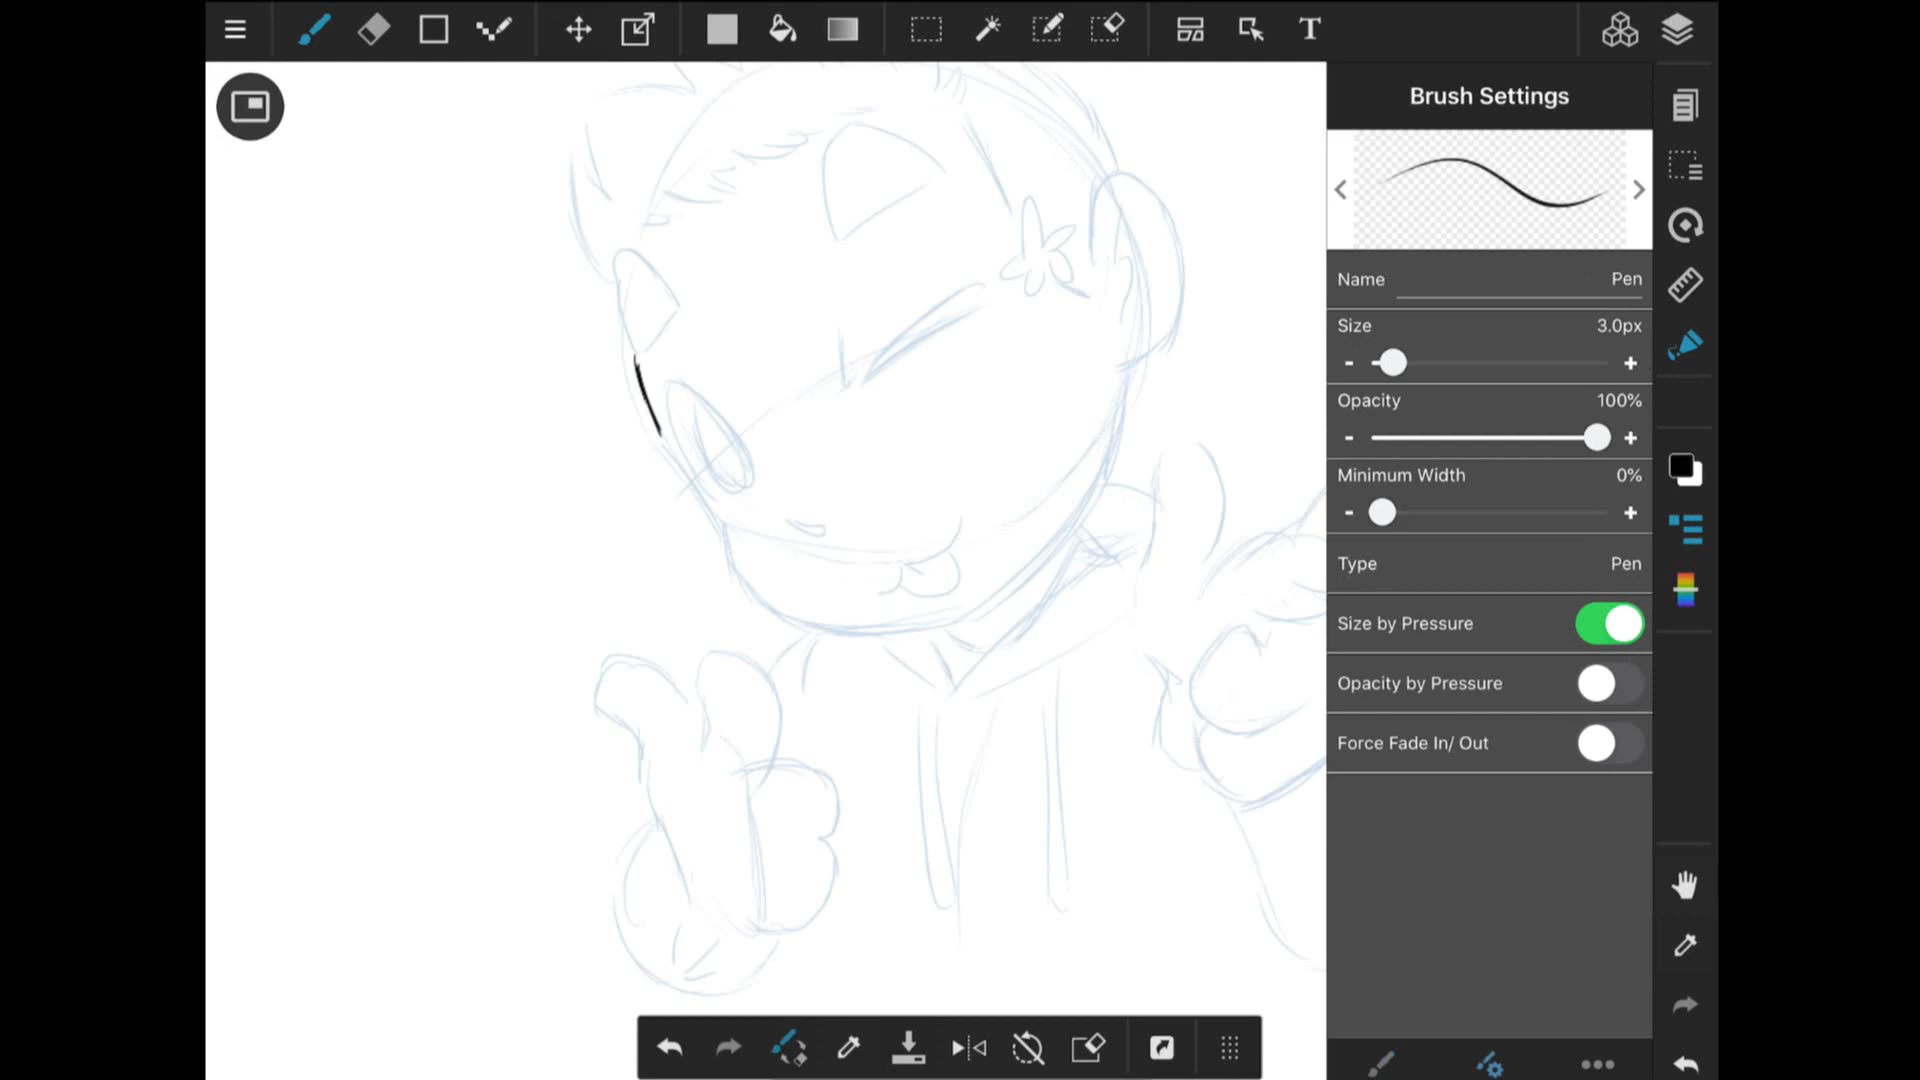 T
Brush Settings
Name Pen
Size 3.0px
- +
Opacity 100%
- +
Minimum Width 0%
- +
Type Pen
Size by Pressure
Opacity by Pressure
Force Fade In/ Out